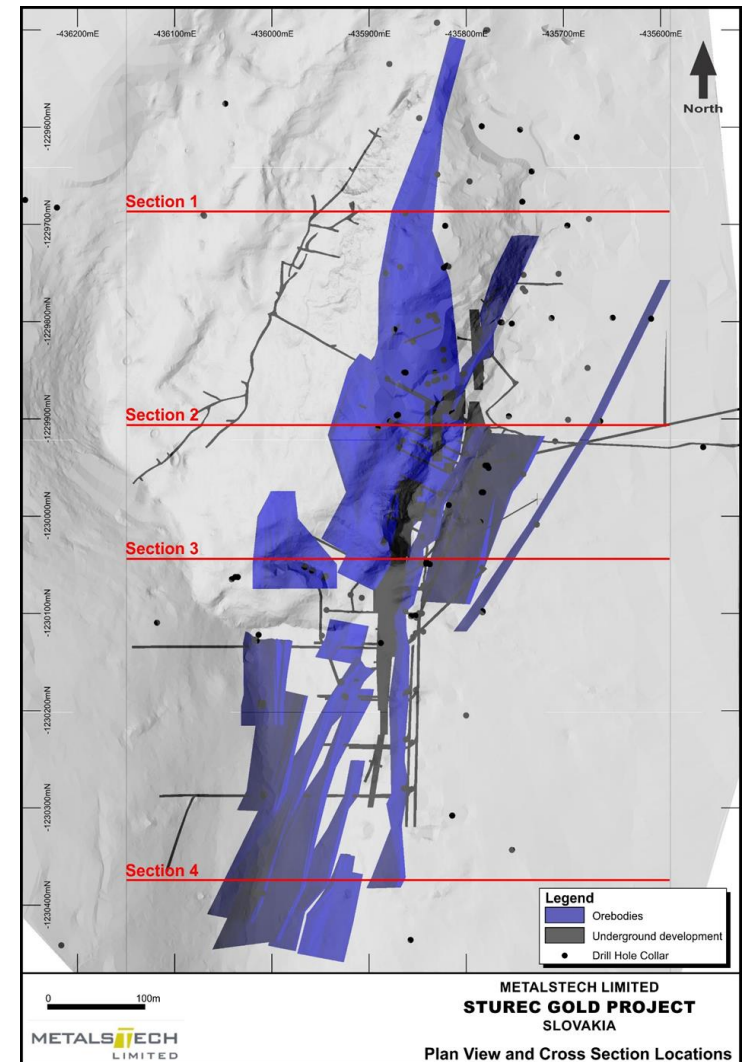 -436200mE
-436100mE
-436000mE
-435900mE
-435800mE
-435700mE
-435600mE
North
-1229600mN
Section 1
-1229700mN
-1229800mN
Section 2
-1229900mN
-1230000mN
Section 3
-1230100mN
-1230200mN
-1230300mN
Section 4
-1230400mN
Legend
Orebodies
Underground development
Drill Hole Collar
0 100m
METALSTECH
LIMITED
METALSTECH LIMITED
STUREC GOLD PROJECT
SLOVAKIA
Plan View and Cross Section Locations